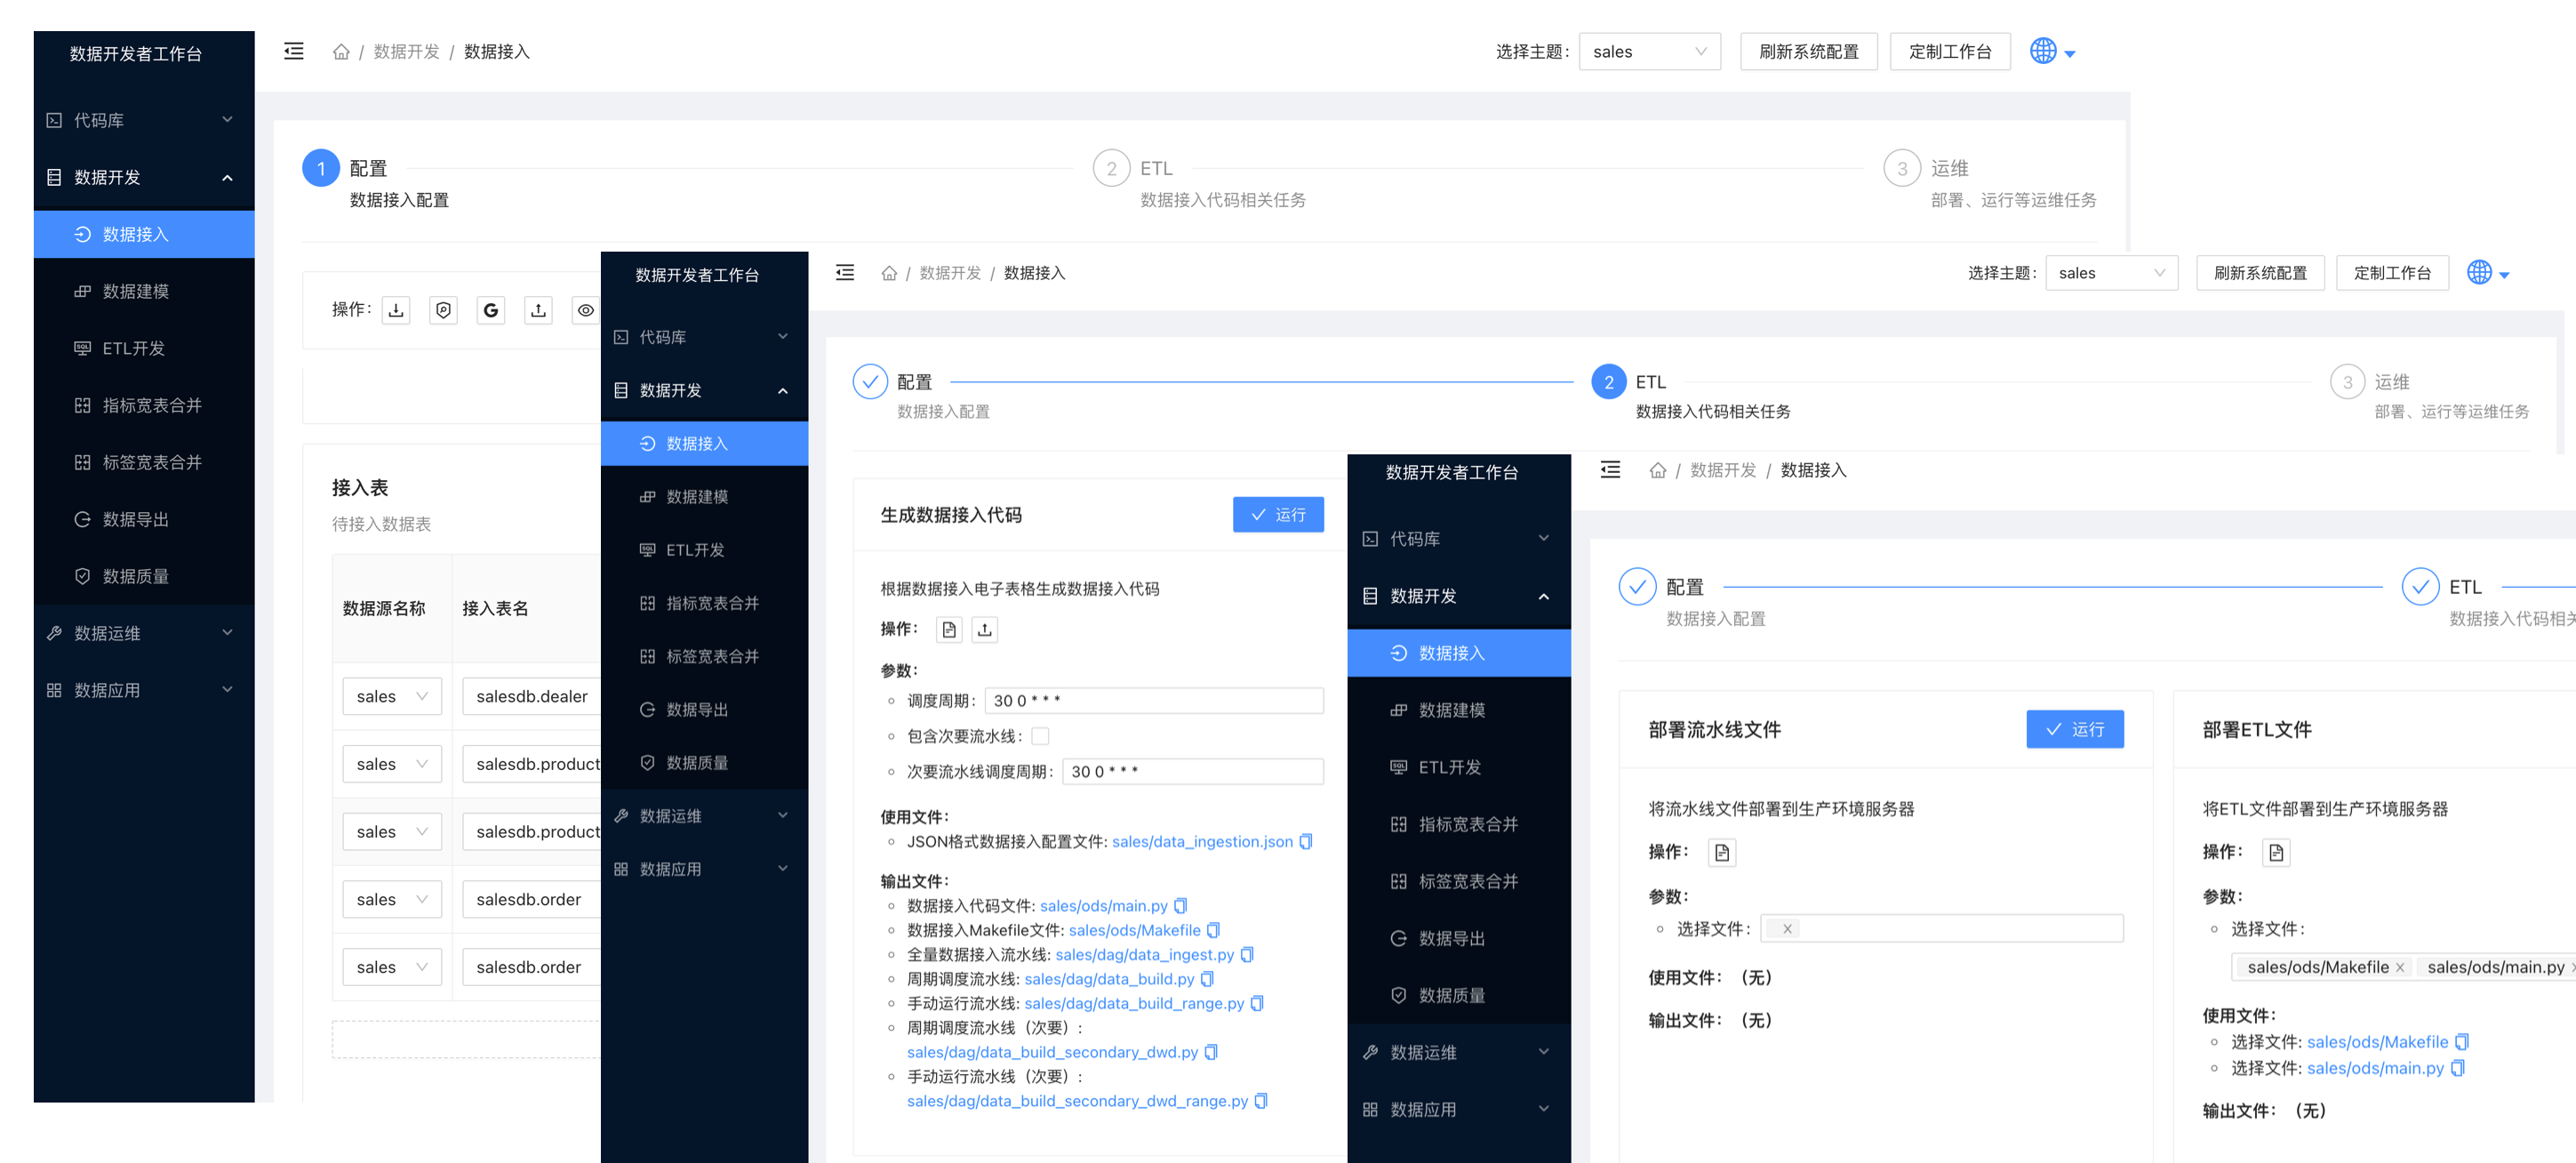 数据开发者工作台
代码库
数据开发
数据接入
数据建模
ETL开发
指标宽表合并
标签宽表合并
数据导出
数据质量
数据运维
数据应用
/ 数据开发 / 数据接入
选择主题: sales
刷新系统配置
定制工作台
1 配置
数据接入配置
2 ETL
数据接入代码相关任务
3 运维
部署、运行等运维任务
操作:
接入表
待接入数据表
数据源名称 接入表名
sales salesdb.dealer
sales salesdb.product
sales salesdb.product
sales salesdb.order
sales salesdb.order
数据开发者工作台
代码库
数据开发
数据接入
数据建模
ETL开发
指标宽表合并
标签宽表合并
数据导出
数据质量
数据运维
数据应用
/ 数据开发 / 数据接入
选择主题: sales
刷新系统配置
定制工作台
配置
数据接入配置
2 ETL
数据接入代码相关任务
3 运维
部署、运行等运维任务
生成数据接入代码
运行
根据数据接入电子表格生成数据接入代码
操作:
参数:
调度周期: 30 0 * * *
包含次要流水线:
次要流水线调度周期: 30 0 * * *
使用文件:
JSON格式数据接入配置文件: sales/data_ingestion.json
输出文件:
数据接入代码文件: sales/ods/main.py
数据接入Makefile文件: sales/ods/Makefile
全量数据接入流水线: sales/dag/data_ingest.py
周期调度流水线: sales/dag/data_build.py
手动运行流水线: sales/dag/data_build_range.py
周期调度流水线（次要）:
sales/dag/data_build_secondary_dwd.py
手动运行流水线（次要）:
sales/dag/data_build_secondary_dwd_range.py
数据开发者工作台
代码库
数据开发
数据接入
数据建模
ETL开发
指标宽表合并
标签宽表合并
数据导出
数据质量
数据运维
数据应用
/ 数据开发 / 数据接入
配置
数据接入配置
ETL
数据接入代码相关
部署流水线文件
运行
将流水线文件部署到生产环境服务器
操作:
参数:
选择文件:
使用文件: （无）
输出文件: （无）
部署ETL文件
将ETL文件部署到生产环境服务器
操作:
参数:
选择文件:
sales/ods/Makefile sales/ods/main.py
使用文件:
选择文件: sales/ods/Makefile
选择文件: sales/ods/main.py
输出文件: （无）